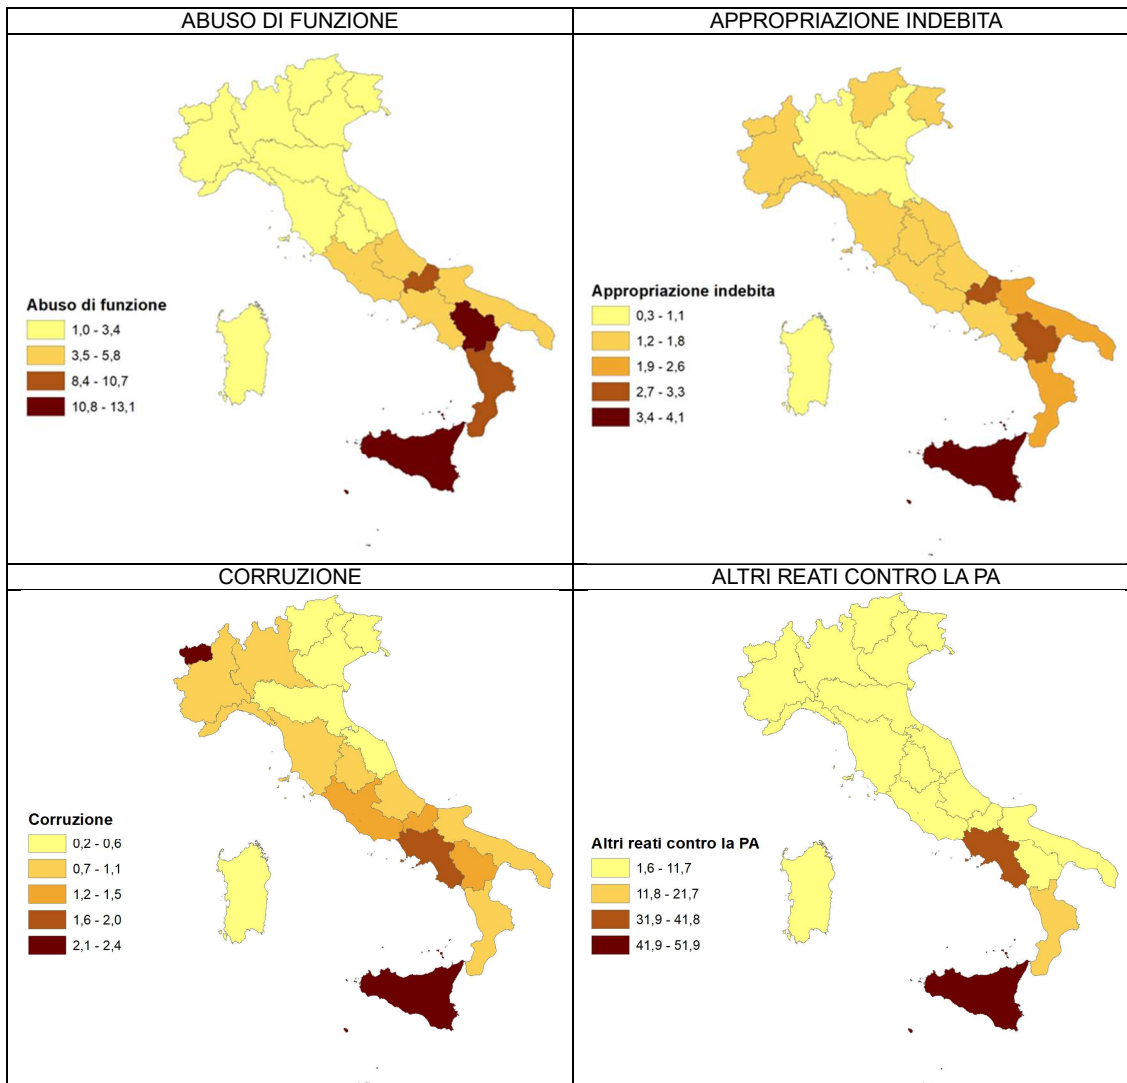 ABUSO DI FUNZIONE
APPROPRIAZIONE INDEBITA
Abuso di funzione
1,0 - 3,4
3,5 - 5,8
8,4 - 10,7
10,8 - 13,1
Appropriazione indebita
0,3 - 1,1
1,2 - 1,8
1,9 - 2,6
2,7 - 3,3
3,4 - 4,1
CORRUZIONE
ALTRI REATI CONTRO LA PA
Corruzione
0,2 - 0,6
0,7 - 1,1
1,2 - 1,5
1,6 - 2,0
2,1 - 2,4
Altri reati contro la PA
1,6 - 11,7
11,8 - 21,7
31,9 - 41,8
41,9 - 51,9